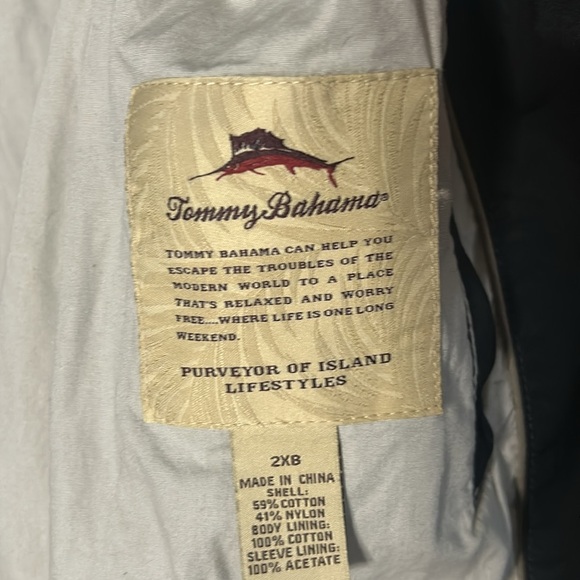 Tommy Bahama®
TOMMY BAHAMA CAN HELP YOU
ESCAPE THE TROUBLES OF THE
MODERN WORLD TO A PLACE
THAT'S RELAXED AND WORRY
FREE....WHERE LIFE IS ONE LONG
WEEKEND.
PURVEYOR OF ISLAND
LIFESTYLES
2XB
MADE IN CHINA
SHELL:
59% COTTON
41% NYLON
BODY LINING:
100% COTTON
SLEEVE LINING:
100% ACETATE